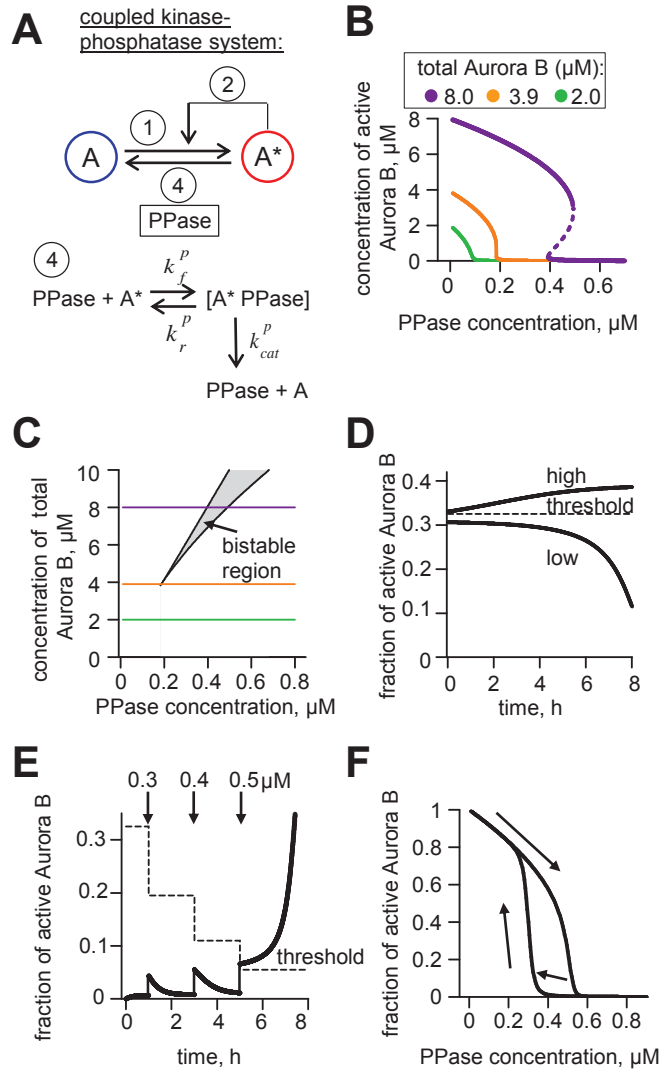 A
coupled kinase-
phosphatase system:
2
1
A
A*
4
PPase
4
k_f^p
PPase + A*
[A* PPase]
k_r^p
k_cat^p
PPase + A
B
total Aurora B (µM):
8.0 3.9 2.0
concentration of active
Aurora B, µM
8
6
4
2
0
0 0.2 0.4 0.6
PPase concentration, µM
C
concentration of total
Aurora B, µM
10
8
6
4
2
0
bistable
region
0 0.2 0.4 0.6 0.8
PPase concentration, µM
D
fraction of active Aurora B
0.4
0.3
0.2
0.1
0
high
threshold
low
0 2 4 6 8
time, h
E
0.3 0.4 0.5µM
fraction of active Aurora B
0.3
0.2
0.1
0
threshold
0 2 4 6 8
time, h
F
fraction of active Aurora B
1
0.8
0.6
0.4
0.2
0
0 0.2 0.4 0.6 0.8
PPase concentration, µM